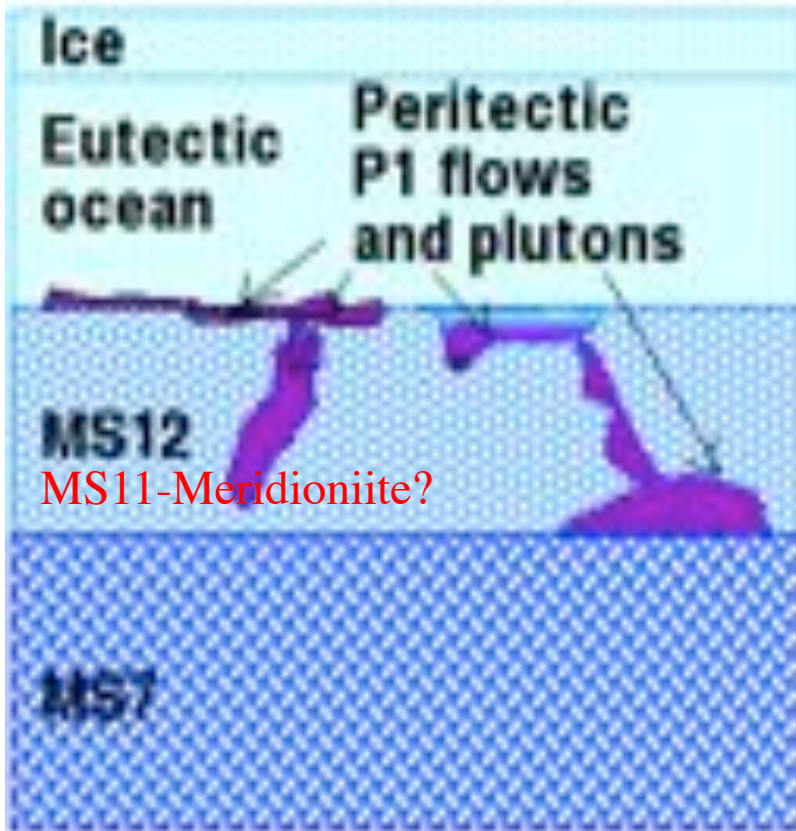 Ice
Eutectic
ocean
Peritectic
P1 flows
and plutons
MS12
MS11-Meridioniite?
MS7